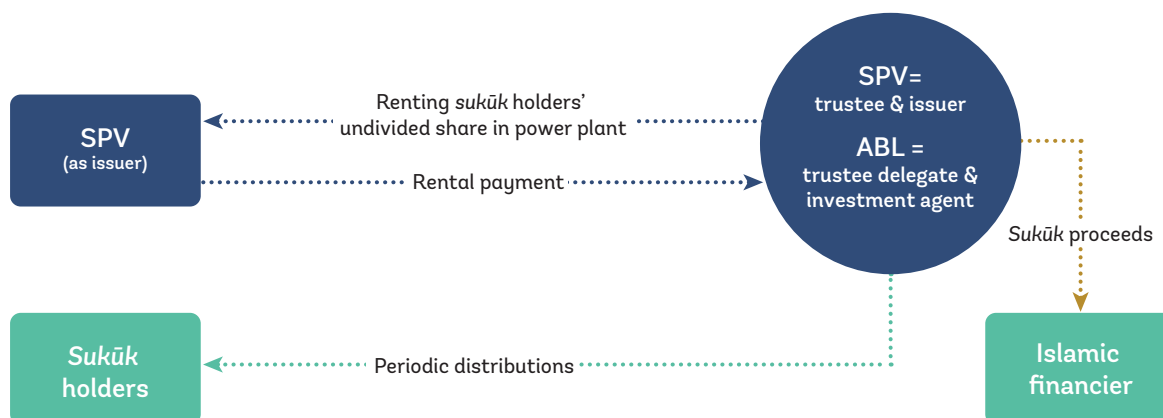 SPV
(as issuer)
Renting sukūk holders’
undivided share in power plant
Rental payment
SPV=
trustee & issuer
ABL =
trustee delegate &
investment agent
Sukūk proceeds
Sukūk
holders
Periodic distributions
Islamic
financier